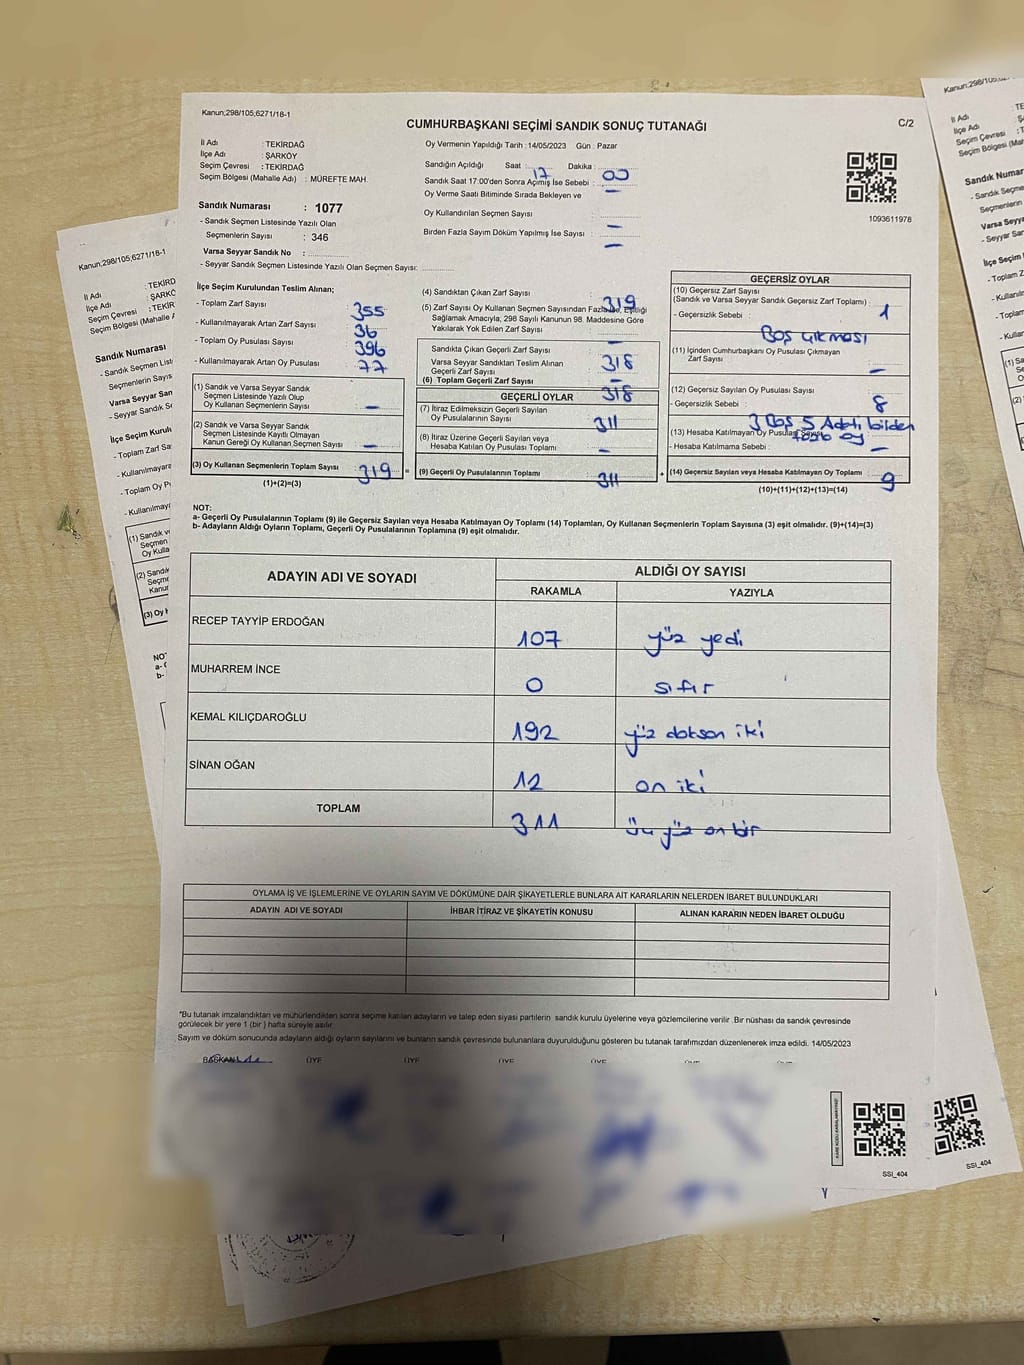 Kanun;298/105;6271/18-1
CUMHURBAŞKANI SEÇİMİ SANDIK SONUÇ TUTANAĞI
C/2
İl Adı : TEKİRDAĞ
İlçe Adı : ŞARKÖY
Seçim Çevresi : TEKİRDAĞ
Seçim Bölgesi (Mahalle Adı) : MÜREFTE MAH.
Oy Vermenin Yapıldığı Tarih : 14/05/2023 Gün : Pazar
Sandığın Açıldığı Saat : 17 Dakika : 00
Sandık Saat 17:00'den Sonra Açılmış İse Sebebi : —
Oy Verme Saati Bitiminde Sırada Bekleyen ve
Oy Kullandırılan Seçmen Sayısı : —
Birden Fazla Sayım Döküm Yapılmış İse Sayısı : —
1093611978
Sandık Numarası : 1077
- Sandık Seçmen Listesinde Yazılı Olan
Seçmenlerin Sayısı : 346
Varsa Seyyar Sandık No :
- Seyyar Sandık Seçmen Listesinde Yazılı Olan Seçmen Sayısı:
İlçe Seçim Kurulundan Teslim Alınan;
- Toplam Zarf Sayısı : 355
- Kullanılmayarak Artan Zarf Sayısı : 36
- Toplam Oy Pusulası Sayısı : 396
- Kullanılmayarak Artan Oy Pusulası : 77
(1) Sandık ve Varsa Seyyar Sandık
Seçmen Listesinde Yazılı Olup
Oy Kullanan Seçmenlerin Sayısı : —
(2) Sandık ve Varsa Seyyar Sandık
Seçmen Listesinde Kayıtlı Olmayan
Kanun Gereği Oy Kullanan Seçmen Sayısı : —
(3) Oy Kullanan Seçmenlerin Toplam Sayısı : 319 =
(1)+(2)=(3)
(4) Sandıktan Çıkan Zarf Sayısı : 319
(5) Zarf Sayısı Oy Kullanan Seçmen Sayısından Fazla ise, Eşitliği
Sağlamak Amacıyla; 298 Sayılı Kanunun 98. Maddesine Göre
Yakılarak Yok Edilen Zarf Sayısı : —
Sandıkta Çıkan Geçerli Zarf Sayısı : 318
Varsa Seyyar Sandıktan Teslim Alınan
Geçerli Zarf Sayısı : —
(6) Toplam Geçerli Zarf Sayısı : 318
GEÇERLİ OYLAR
(7) İtiraz Edilmeksizin Geçerli Sayılan
Oy Pusulalarının Sayısı : 311
(8) İtiraz Üzerine Geçerli Sayılan veya
Hesaba Katılan Oy Pusulası Toplamı : —
(9) Geçerli Oy Pusulalarının Toplamı : 311 +
GEÇERSİZ OYLAR
(10) Geçersiz Zarf Sayısı
(Sandık ve Varsa Seyyar Sandık Geçersiz Zarf Toplamı) : 1
- Geçersizlik Sebebi : Boş çıkması
(11) İçinden Cumhurbaşkanı Oy Pusulası Çıkmayan
Zarf Sayısı : —
(12) Geçersiz Sayılan Oy Pusulası Sayısı : 8
- Geçersizlik Sebebi : 3 Boş 5 Adeti birden
(13) Hesaba Katılmayan Oy Pusulası Sayısı : —
- Hesaba Katılmama Sebebi :
(14) Geçersiz Sayılan veya Hesaba Katılmayan Oy Toplamı : 9
(10)+(11)+(12)+(13)=(14)
NOT:
a- Geçerli Oy Pusulalarının Toplamı (9) ile Geçersiz Sayılan veya Hesaba Katılmayan Oy Toplamı (14) Toplamları, Oy Kullanan Seçmenlerin Toplam Sayısına (3) eşit olmalıdır. (9)+(14)=(3)
b- Adayların Aldığı Oyların Toplamı, Geçerli Oy Pusulalarının Toplamına (9) eşit olmalıdır.
ADAYIN ADI VE SOYADI
ALDIĞI OY SAYISI
RAKAMLA YAZIYLA
RECEP TAYYİP ERDOĞAN 107 yüz yedi
MUHARREM İNCE 0 sıfır
KEMAL KILIÇDAROĞLU 192 yüz doksan iki
SİNAN OĞAN 12 on iki
TOPLAM 311 üç yüz on bir
OYLAMA İŞ VE İŞLEMLERİNE VE OYLARIN SAYIM VE DÖKÜMÜNE DAİR ŞİKAYETLERLE BUNLARA AİT KARARLARIN NELERDEN İBARET BULUNDUKLARI
ADAYIN ADI VE SOYADI İHBAR İTİRAZ VE ŞİKAYETİN KONUSU ALINAN KARARIN NEDEN İBARET OLDUĞU
"Bu tutanak imzalandıktan ve mühürlendikten sonra seçime katılan adayların ve talep eden siyasi partilerin sandık kurulu üyelerine veya gözlemcilerine verilir .Bir nüshası da sandık çevresinde
görülecek bir yere 1 (bir ) hafta süreyle asılır.
Sayım ve döküm sonucunda adayların aldığı oyların sayılarını ve bunların sandık çevresinde bulunanlara duyurulduğunu gösteren bu tutanak tarafımızdan düzenlenerek imza edildi. 14/05/2023
BAŞKAN ÜYE ÜYE ÜYE ÜYE
SSI_404
SSI_404
Y
Kanun;298/105;6271/18-1
İl Adı : TEKİRD
İlçe Adı : ŞARKÖ
Seçim Çevresi : TEKİR
Seçim Bölgesi (Mahalle A
Sandık Numarası